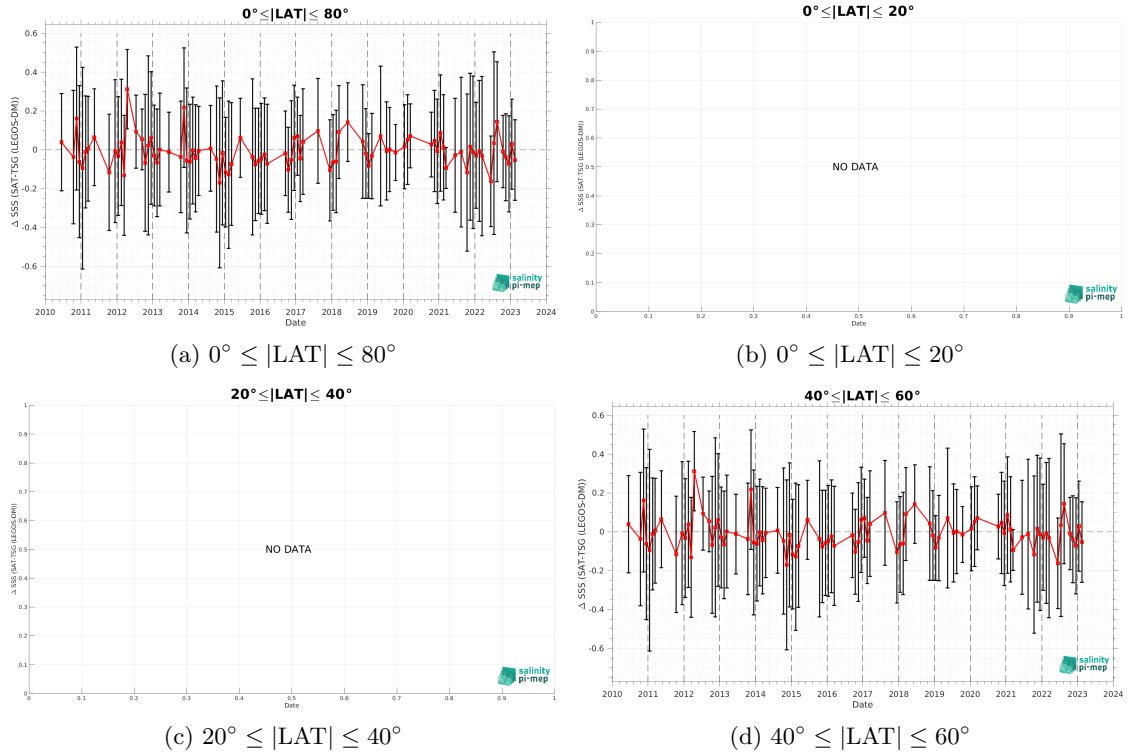 0°≤|LAT|≤ 80°
0.6
0.4
0.2
0
-0.2
-0.4
-0.6
Δ SSS (SAT-TSG (LEGOS-DM))
2010 2011 2012 2013 2014 2015 2016 2017 2018 2019 2020 2021 2022 2023 2024
Date
salinity
pi-mep
(a) 0° ≤ |LAT| ≤ 80°
0°≤|LAT|≤ 20°
1
0.9
0.8
0.7
0.6
0.5
0.4
0.3
0.2
0.1
0
Δ SSS (SAT-TSG (LEGOS-DM))
NO DATA
0 0.1 0.2 0.3 0.4 0.5 0.6 0.7 0.8 0.9 1
Date
salinity
pi-mep
(b) 0° ≤ |LAT| ≤ 20°
20°≤|LAT|≤ 40°
1
0.9
0.8
0.7
0.6
0.5
0.4
0.3
0.2
0.1
0
Δ SSS (SAT-TSG (LEGOS-DM))
NO DATA
0 0.1 0.2 0.3 0.4 0.5 0.6 0.7 0.8 0.9 1
Date
salinity
pi-mep
(c) 20° ≤ |LAT| ≤ 40°
40°≤|LAT|≤ 60°
0.6
0.4
0.2
0
-0.2
-0.4
-0.6
Δ SSS (SAT-TSG (LEGOS-DM))
2010 2011 2012 2013 2014 2015 2016 2017 2018 2019 2020 2021 2022 2023 2024
Date
salinity
pi-mep
(d) 40° ≤ |LAT| ≤ 60°